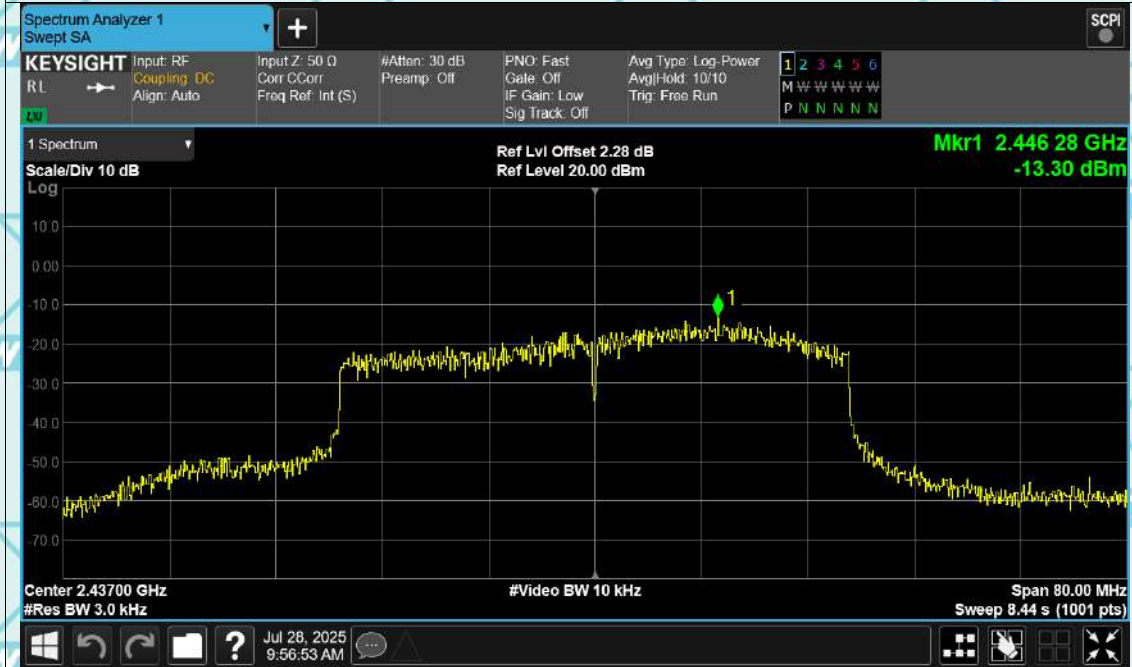 Spectrum Analyzer 1
Swept SA
SCPI
KEYSIGHT
RL
LXI
Input: RF
Coupling: DC
Align: Auto
Input Z: 50 Ω
Corr CCorr
Freq Ref: Int (S)
#Atten: 30 dB
Preamp: Off
PNO: Fast
Gate: Off
IF Gain: Low
Sig Track: Off
Avg Type: Log-Power
Avg|Hold: 10/10
Trig: Free Run
1 2 3 4 5 6
M W W W W W
P N N N N N
1 Spectrum
Scale/Div 10 dB
Log
Ref Lvl Offset 2.28 dB
Ref Level 20.00 dBm
Mkr1 2.446 28 GHz
-13.30 dBm
10.0
0.00
-10.0
-20.0
-30.0
-40.0
-50.0
-60.0
-70.0
1
Center 2.43700 GHz
#Res BW 3.0 kHz
#Video BW 10 kHz
Span 80.00 MHz
Sweep 8.44 s (1001 pts)
?
Jul 28, 2025
9:56:53 AM